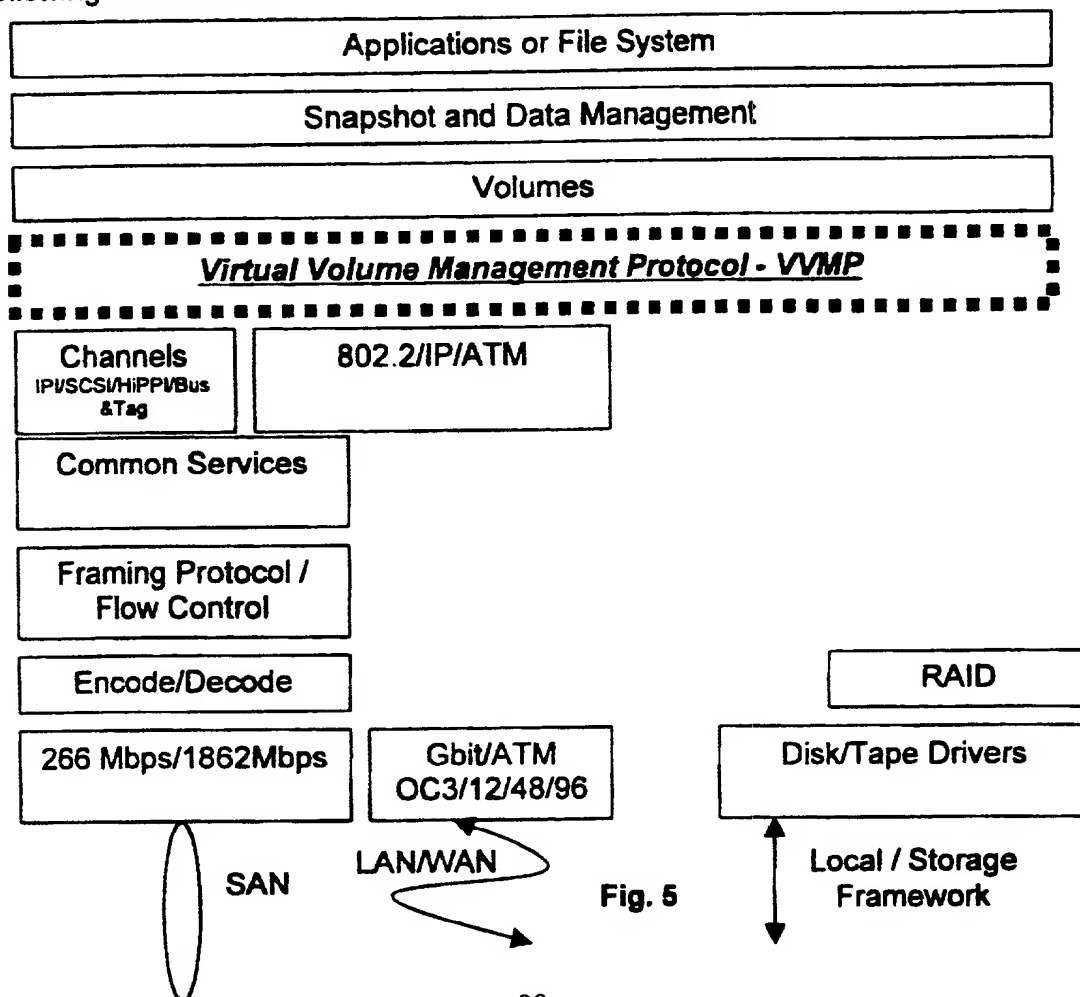 Applications or File System
Snapshot and Data Management
Volumes
Virtual Volume Management Protocol - VVMP
Channels
IPI/SCSI/HiPPI/Bus
&Tag
802.2/IP/ATM
Common Services
Framing Protocol /
Flow Control
Encode/Decode
RAID
266 Mbps/1862Mbps
Gbit/ATM
OC3/12/48/96
Disk/Tape Drivers
SAN
LAN/WAN
Fig. 5
Local / Storage
Framework